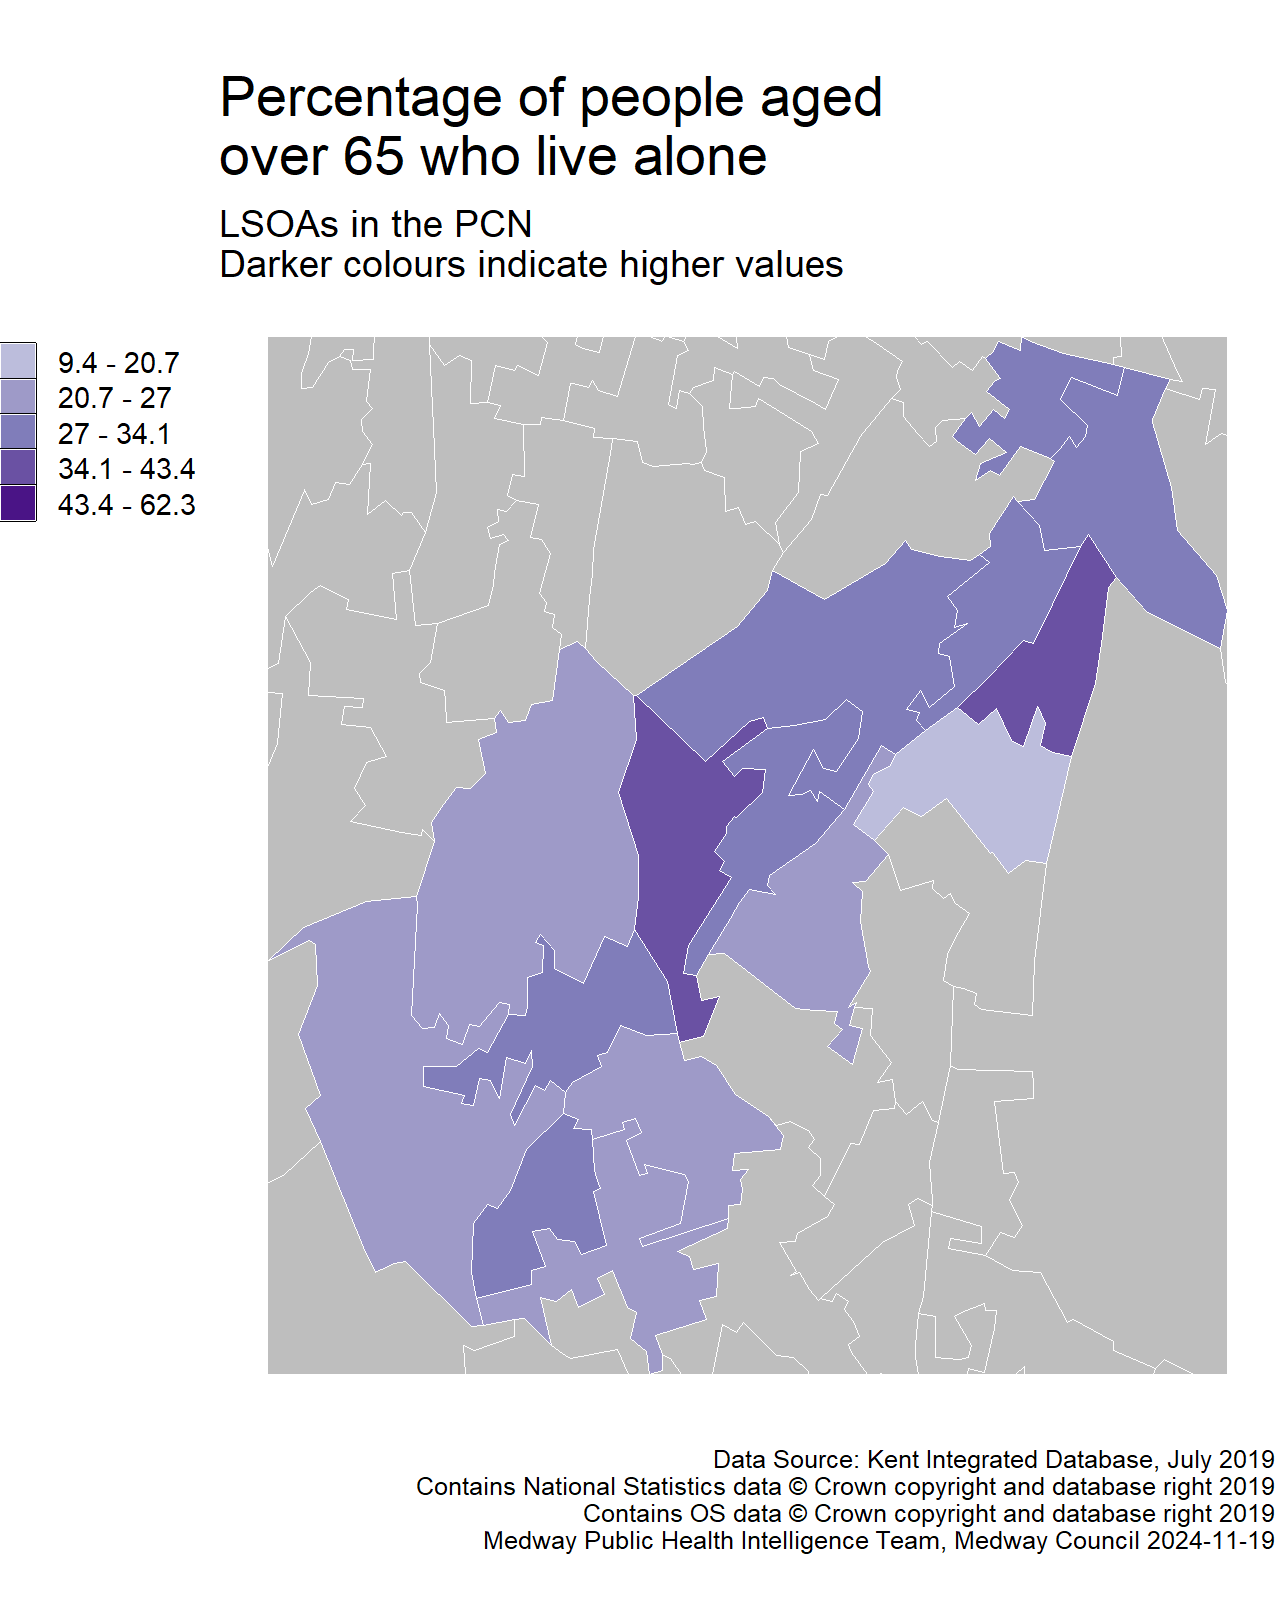 Percentage of people aged
over 65 who live alone
LSOAs in the PCN
Darker colours indicate higher values
9.4 - 20.7
20.7 - 27
27 - 34.1
34.1 - 43.4
43.4 - 62.3
Data Source: Kent Integrated Database, July 2019
Contains National Statistics data © Crown copyright and database right 2019
Contains OS data © Crown copyright and database right 2019
Medway Public Health Intelligence Team, Medway Council 2024-11-19